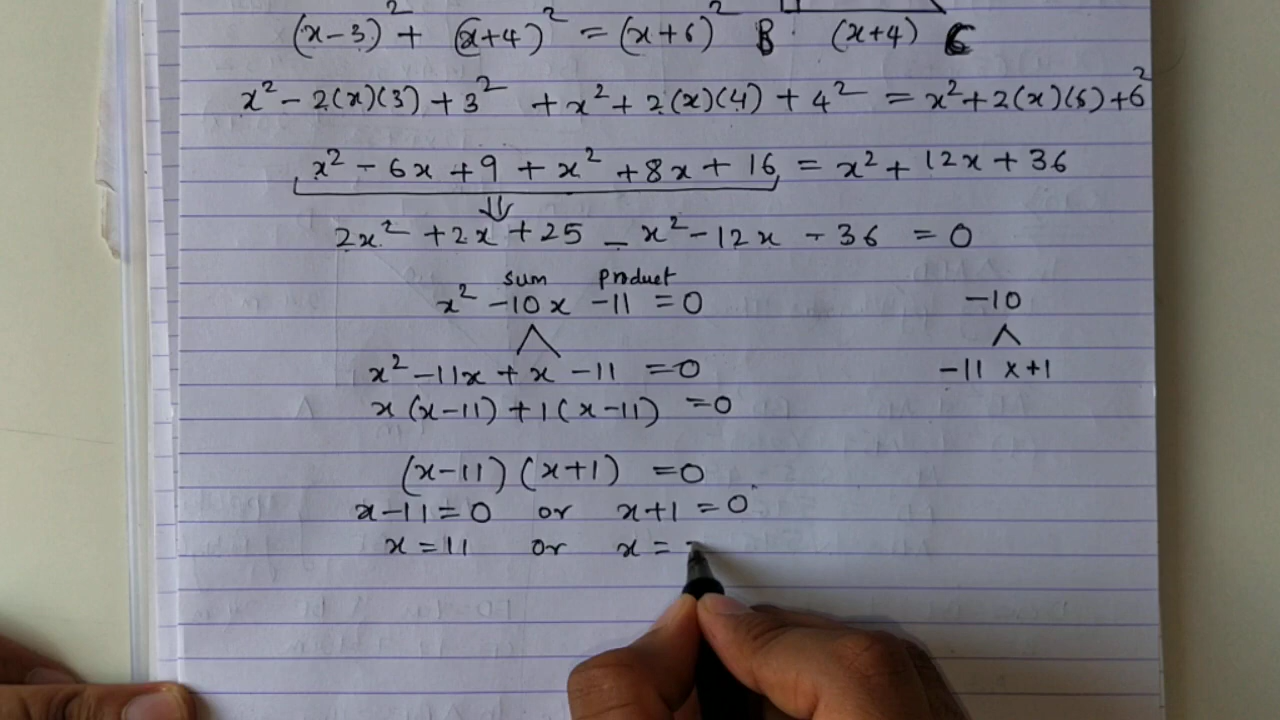 (x-3)² + (x+4)² = (x+6)² B (x+4) C
x² - 2(x)(3) + 3² + x² + 2(x)(4) + 4² = x² + 2(x)(6) + 6²
x² - 6x + 9 + x² + 8x + 16 = x² + 12x + 36
⇓
2x² + 2x + 25 - x² - 12x - 36 = 0
sum product
x² - 10x - 11 = 0 -10
x² - 11x + x - 11 = 0 -11 x +1
x (x-11) + 1 (x-11) = 0
(x-11) (x+1) = 0
x-11 = 0 or x+1 = 0
x = 11 or x = -